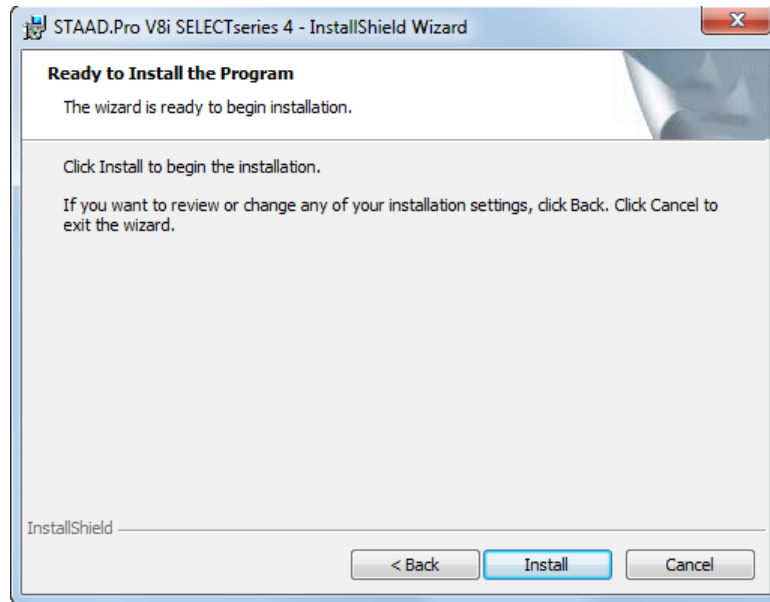 STAAD.Pro V8i SELECTseries 4 - InstallShield Wizard
Ready to Install the Program
The wizard is ready to begin installation.
Click Install to begin the installation.
If you want to review or change any of your installation settings, click Back. Click Cancel to
exit the wizard.
InstallShield
< Back
Install
Cancel